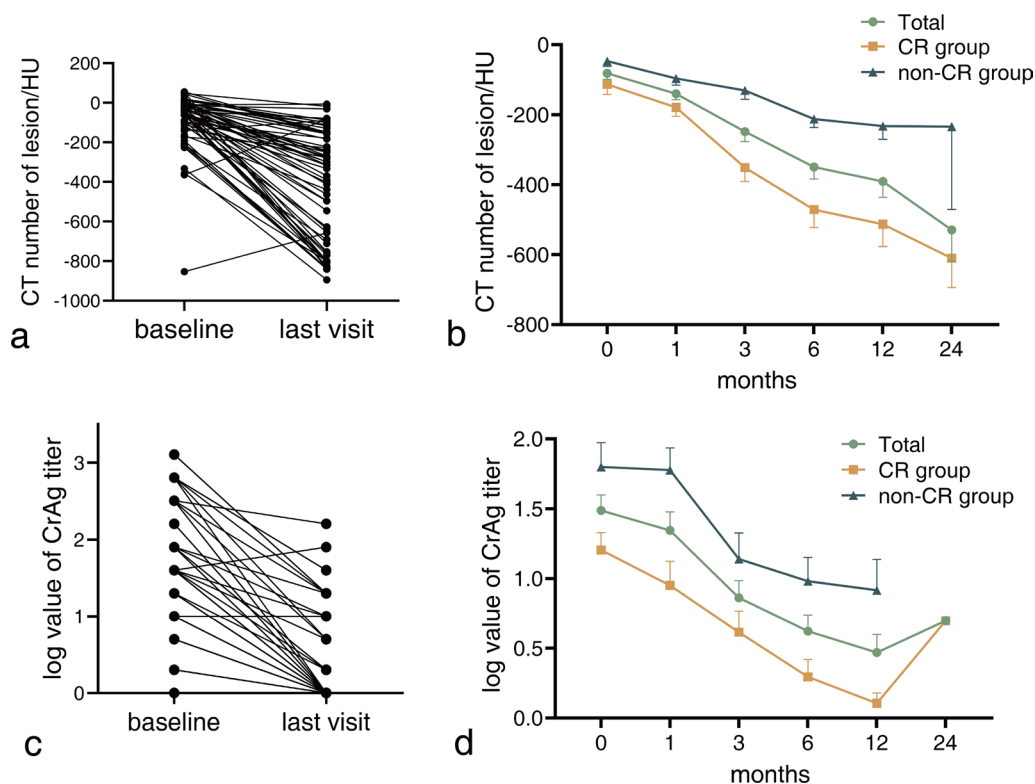 CT number of lesion/HU
200
0
-200
-400
-600
-800
-1000
baseline last visit
a
Total
CR group
non-CR group
CT number of lesion/HU
0
-200
-400
-600
-800
0 1 3 6 12 24
months
b
log value of CrAg titer
3
2
1
0
baseline last visit
c
Total
CR group
non-CR group
log value of CrAg titer
2.0
1.5
1.0
0.5
0.0
0 1 3 6 12 24
months
d